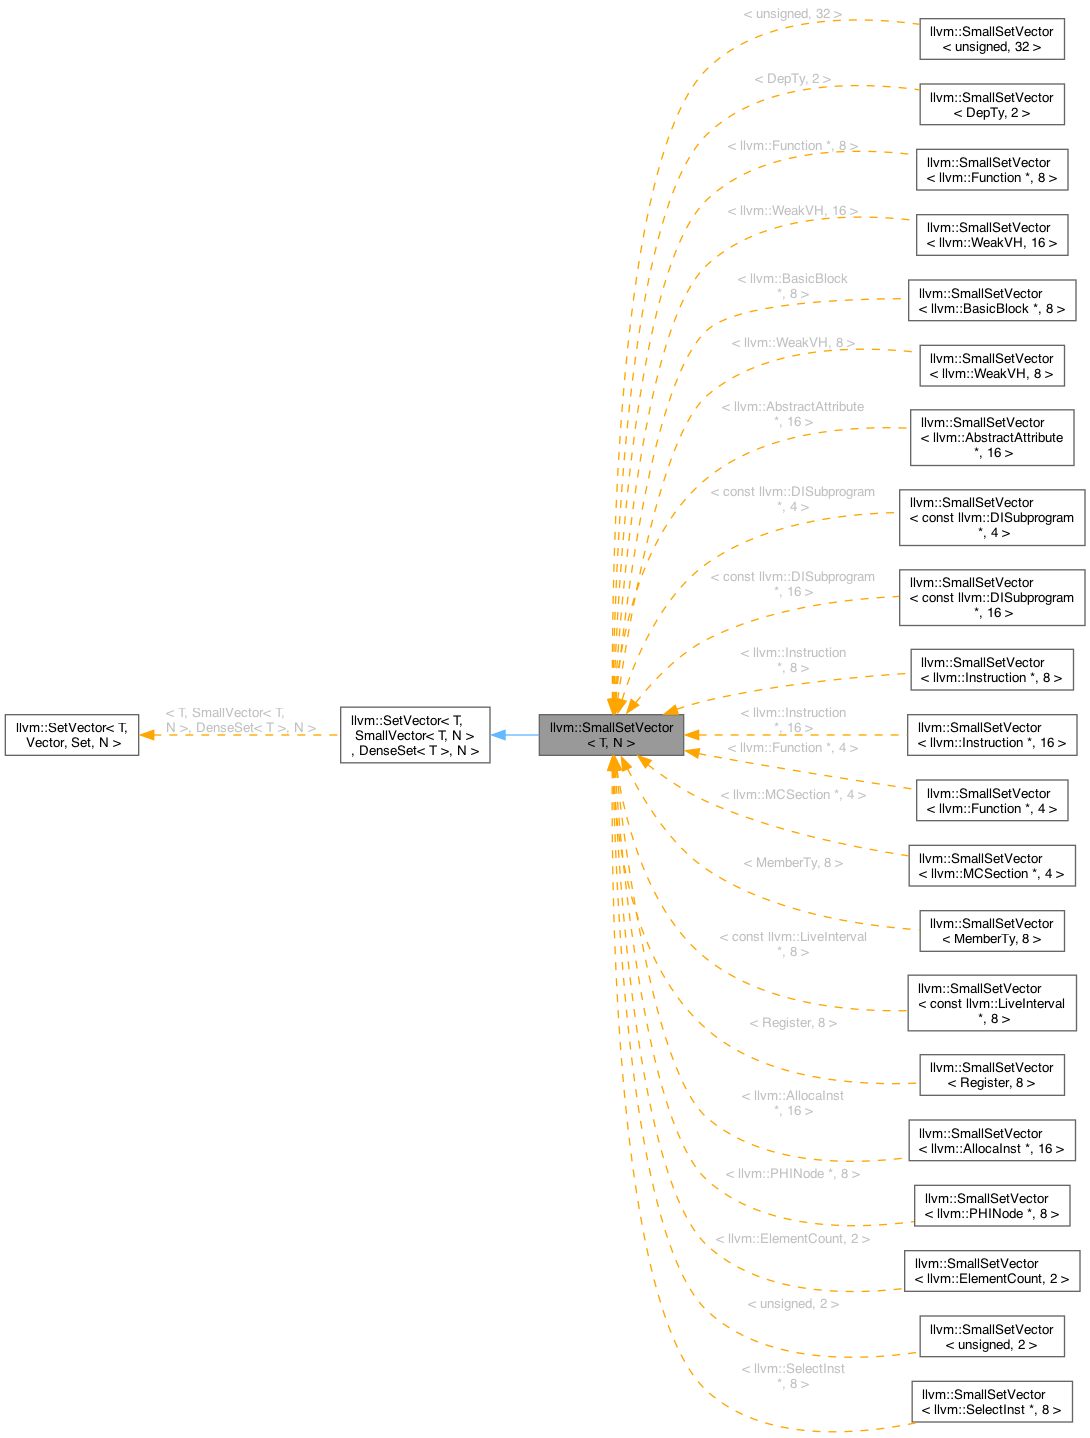 < unsigned, 32 >
llvm::SmallSetVector
< unsigned, 32 >
< DepTy, 2 >
llvm::SmallSetVector
< DepTy, 2 >
< llvm::Function *, 8 >
llvm::SmallSetVector
< llvm::Function *, 8 >
< llvm::WeakVH, 16 >
llvm::SmallSetVector
< llvm::WeakVH, 16 >
< llvm::BasicBlock
*, 8 >
llvm::SmallSetVector
< llvm::BasicBlock *, 8 >
< llvm::WeakVH, 8 >
llvm::SmallSetVector
< llvm::WeakVH, 8 >
< llvm::AbstractAttribute
*, 16 >
llvm::SmallSetVector
< llvm::AbstractAttribute
*, 16 >
< const llvm::DISubprogram
*, 4 >
llvm::SmallSetVector
< const llvm::DISubprogram
*, 4 >
< const llvm::DISubprogram
*, 16 >
llvm::SmallSetVector
< const llvm::DISubprogram
*, 16 >
< llvm::Instruction
*, 8 >
llvm::SmallSetVector
< llvm::Instruction *, 8 >
llvm::SetVector< T,
Vector, Set, N >
< T, SmallVector< T,
N >, DenseSet< T >, N >
llvm::SetVector< T,
SmallVector< T, N >
, DenseSet< T >, N >
llvm::SmallSetVector
< T, N >
< llvm::Instruction
*, 16 >
llvm::SmallSetVector
< llvm::Instruction *, 16 >
< llvm::Function *, 4 >
llvm::SmallSetVector
< llvm::Function *, 4 >
< llvm::MCSection *, 4 >
llvm::SmallSetVector
< llvm::MCSection *, 4 >
< MemberTy, 8 >
llvm::SmallSetVector
< MemberTy, 8 >
< const llvm::LiveInterval
*, 8 >
llvm::SmallSetVector
< const llvm::LiveInterval
*, 8 >
< Register, 8 >
llvm::SmallSetVector
< Register, 8 >
< llvm::AllocaInst
*, 16 >
llvm::SmallSetVector
< llvm::AllocaInst *, 16 >
< llvm::PHINode *, 8 >
llvm::SmallSetVector
< llvm::PHINode *, 8 >
< llvm::ElementCount, 2 >
llvm::SmallSetVector
< llvm::ElementCount, 2 >
< unsigned, 2 >
llvm::SmallSetVector
< unsigned, 2 >
< llvm::SelectInst
*, 8 >
llvm::SmallSetVector
< llvm::SelectInst *, 8 >